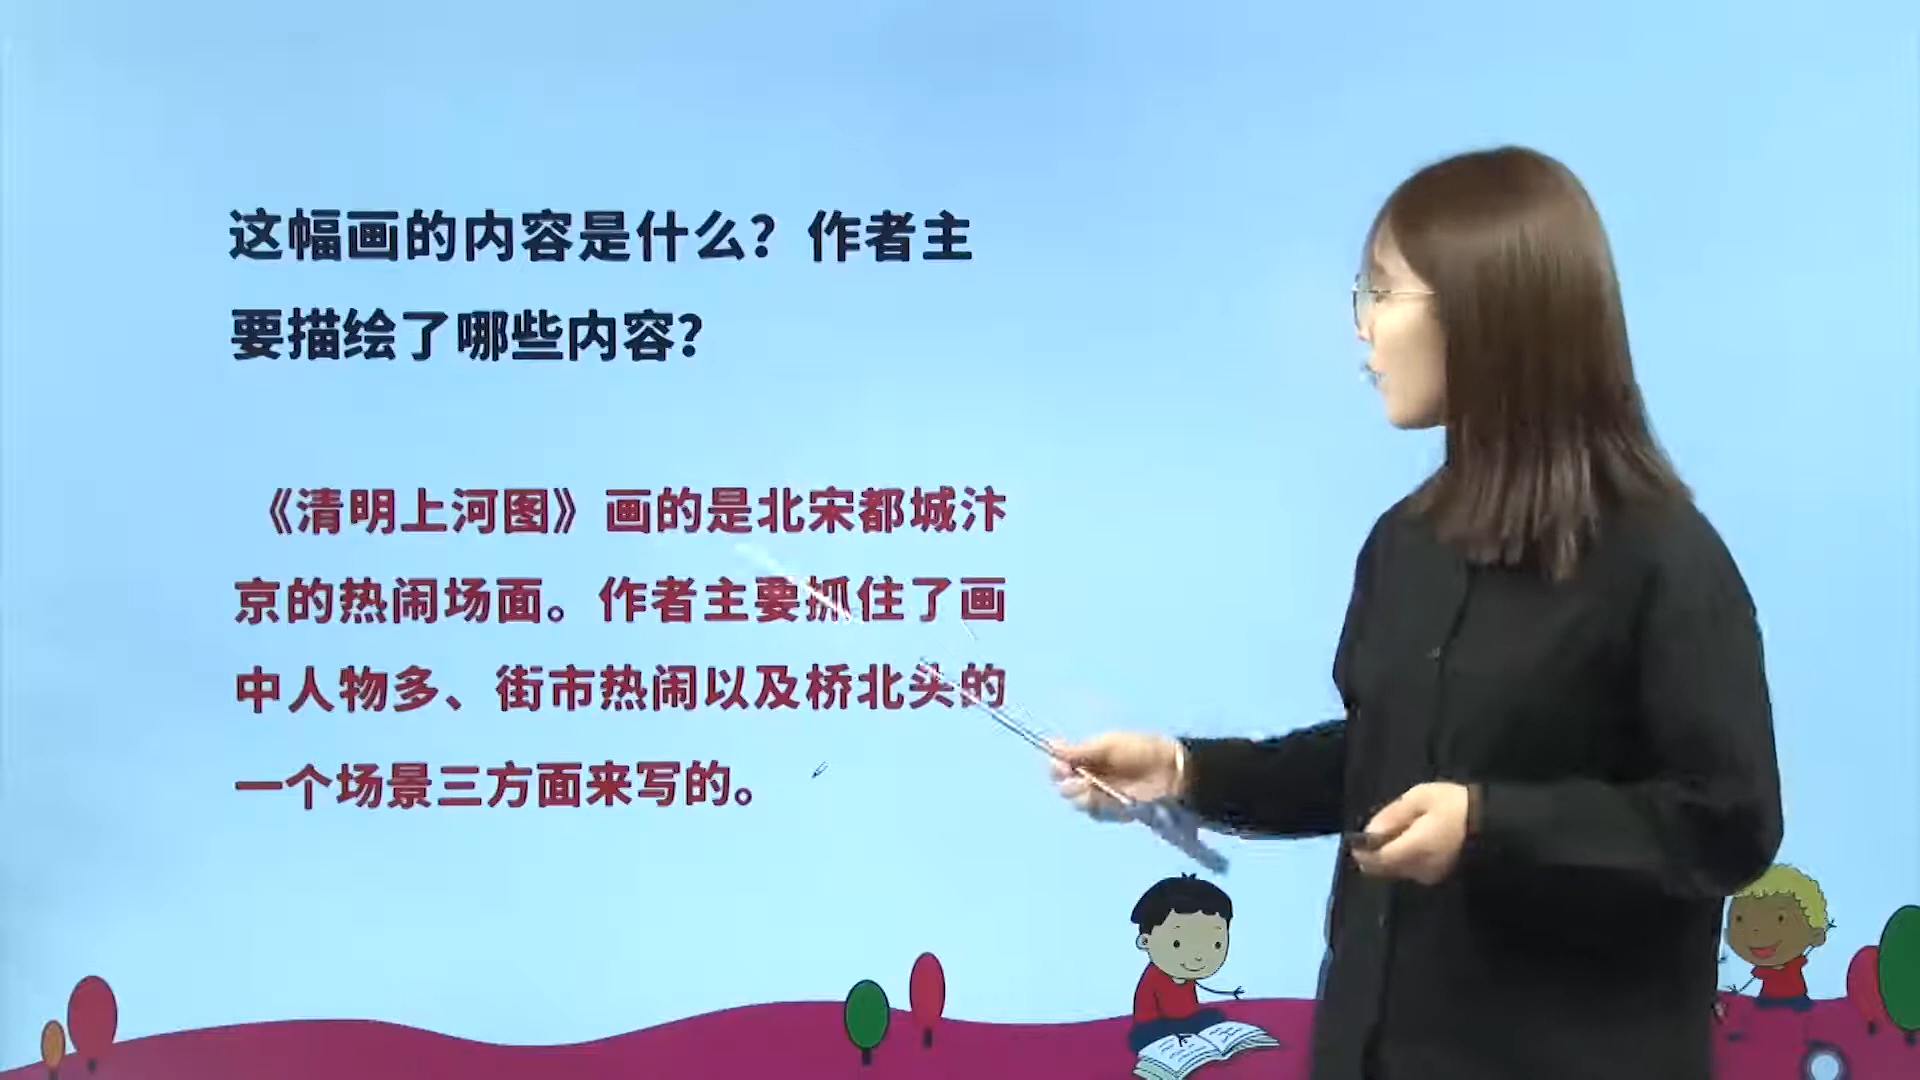 这幅画的内容是什么？作者主
要描绘了哪些内容？
《清明上河图》画的是北宋都城汴
京的热闹场面。作者主要抓住了画
中人物多、街市热闹以及桥北头的
一个场景三方面来写的。